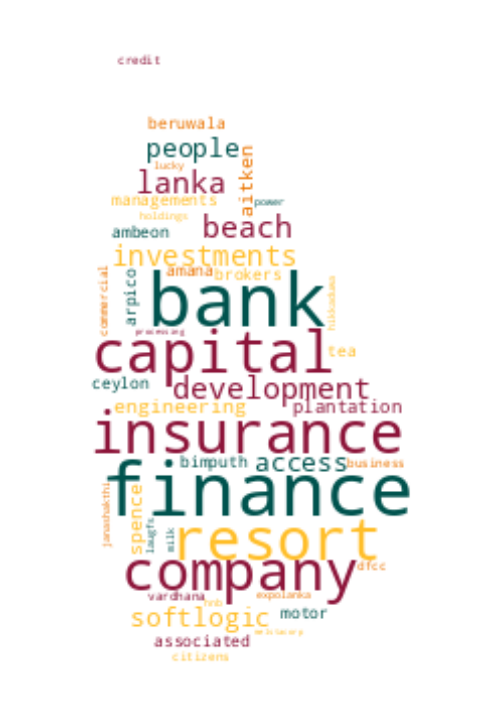 credit
beruwala
people
lucky
lanka
aitken
managements
power
holdings
beach
ambeon
investments
amana
brokers
commercial
arpico
bank
hikkaduwa
processing
capital
tea
ceylon
development
engineering
plantation
insurance
bimputh
access
business
finance
janashakthi
spence
laugfs
milk
resort
company
dfcc
vardhana
expolanka
hnb
softlogic
motor
associated
citizens